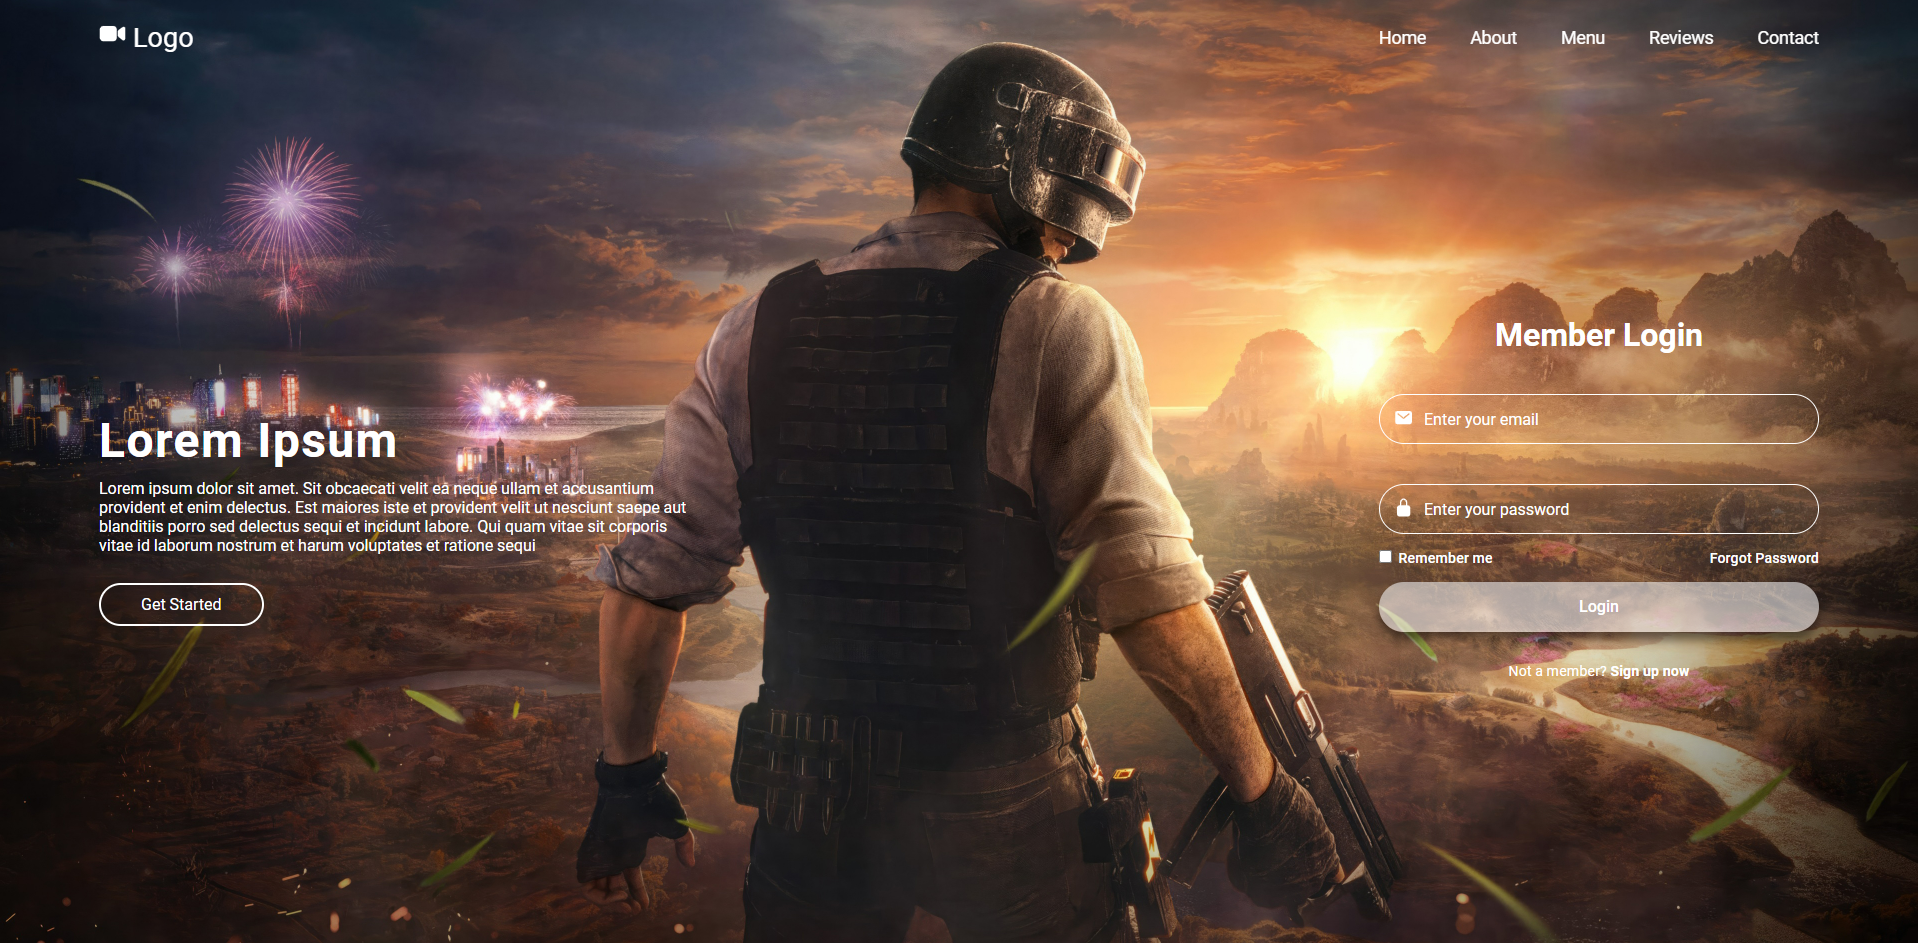 Logo
Home
About
Menu
Reviews
Contact
Lorem Ipsum
Lorem ipsum dolor sit amet. Sit obcaecati velit ea neque ullam et accusantium
provident et enim delectus. Est maiores iste et provident velit ut nesciunt saepe aut
blanditiis porro sed delectus sequi et incidunt labore. Qui quam vitae sit corporis
vitae id laborum nostrum et harum voluptates et ratione sequi
Get Started
Member Login
Enter your email
Enter your password
Remember me
Forgot Password
Login
Not a member? Sign up now